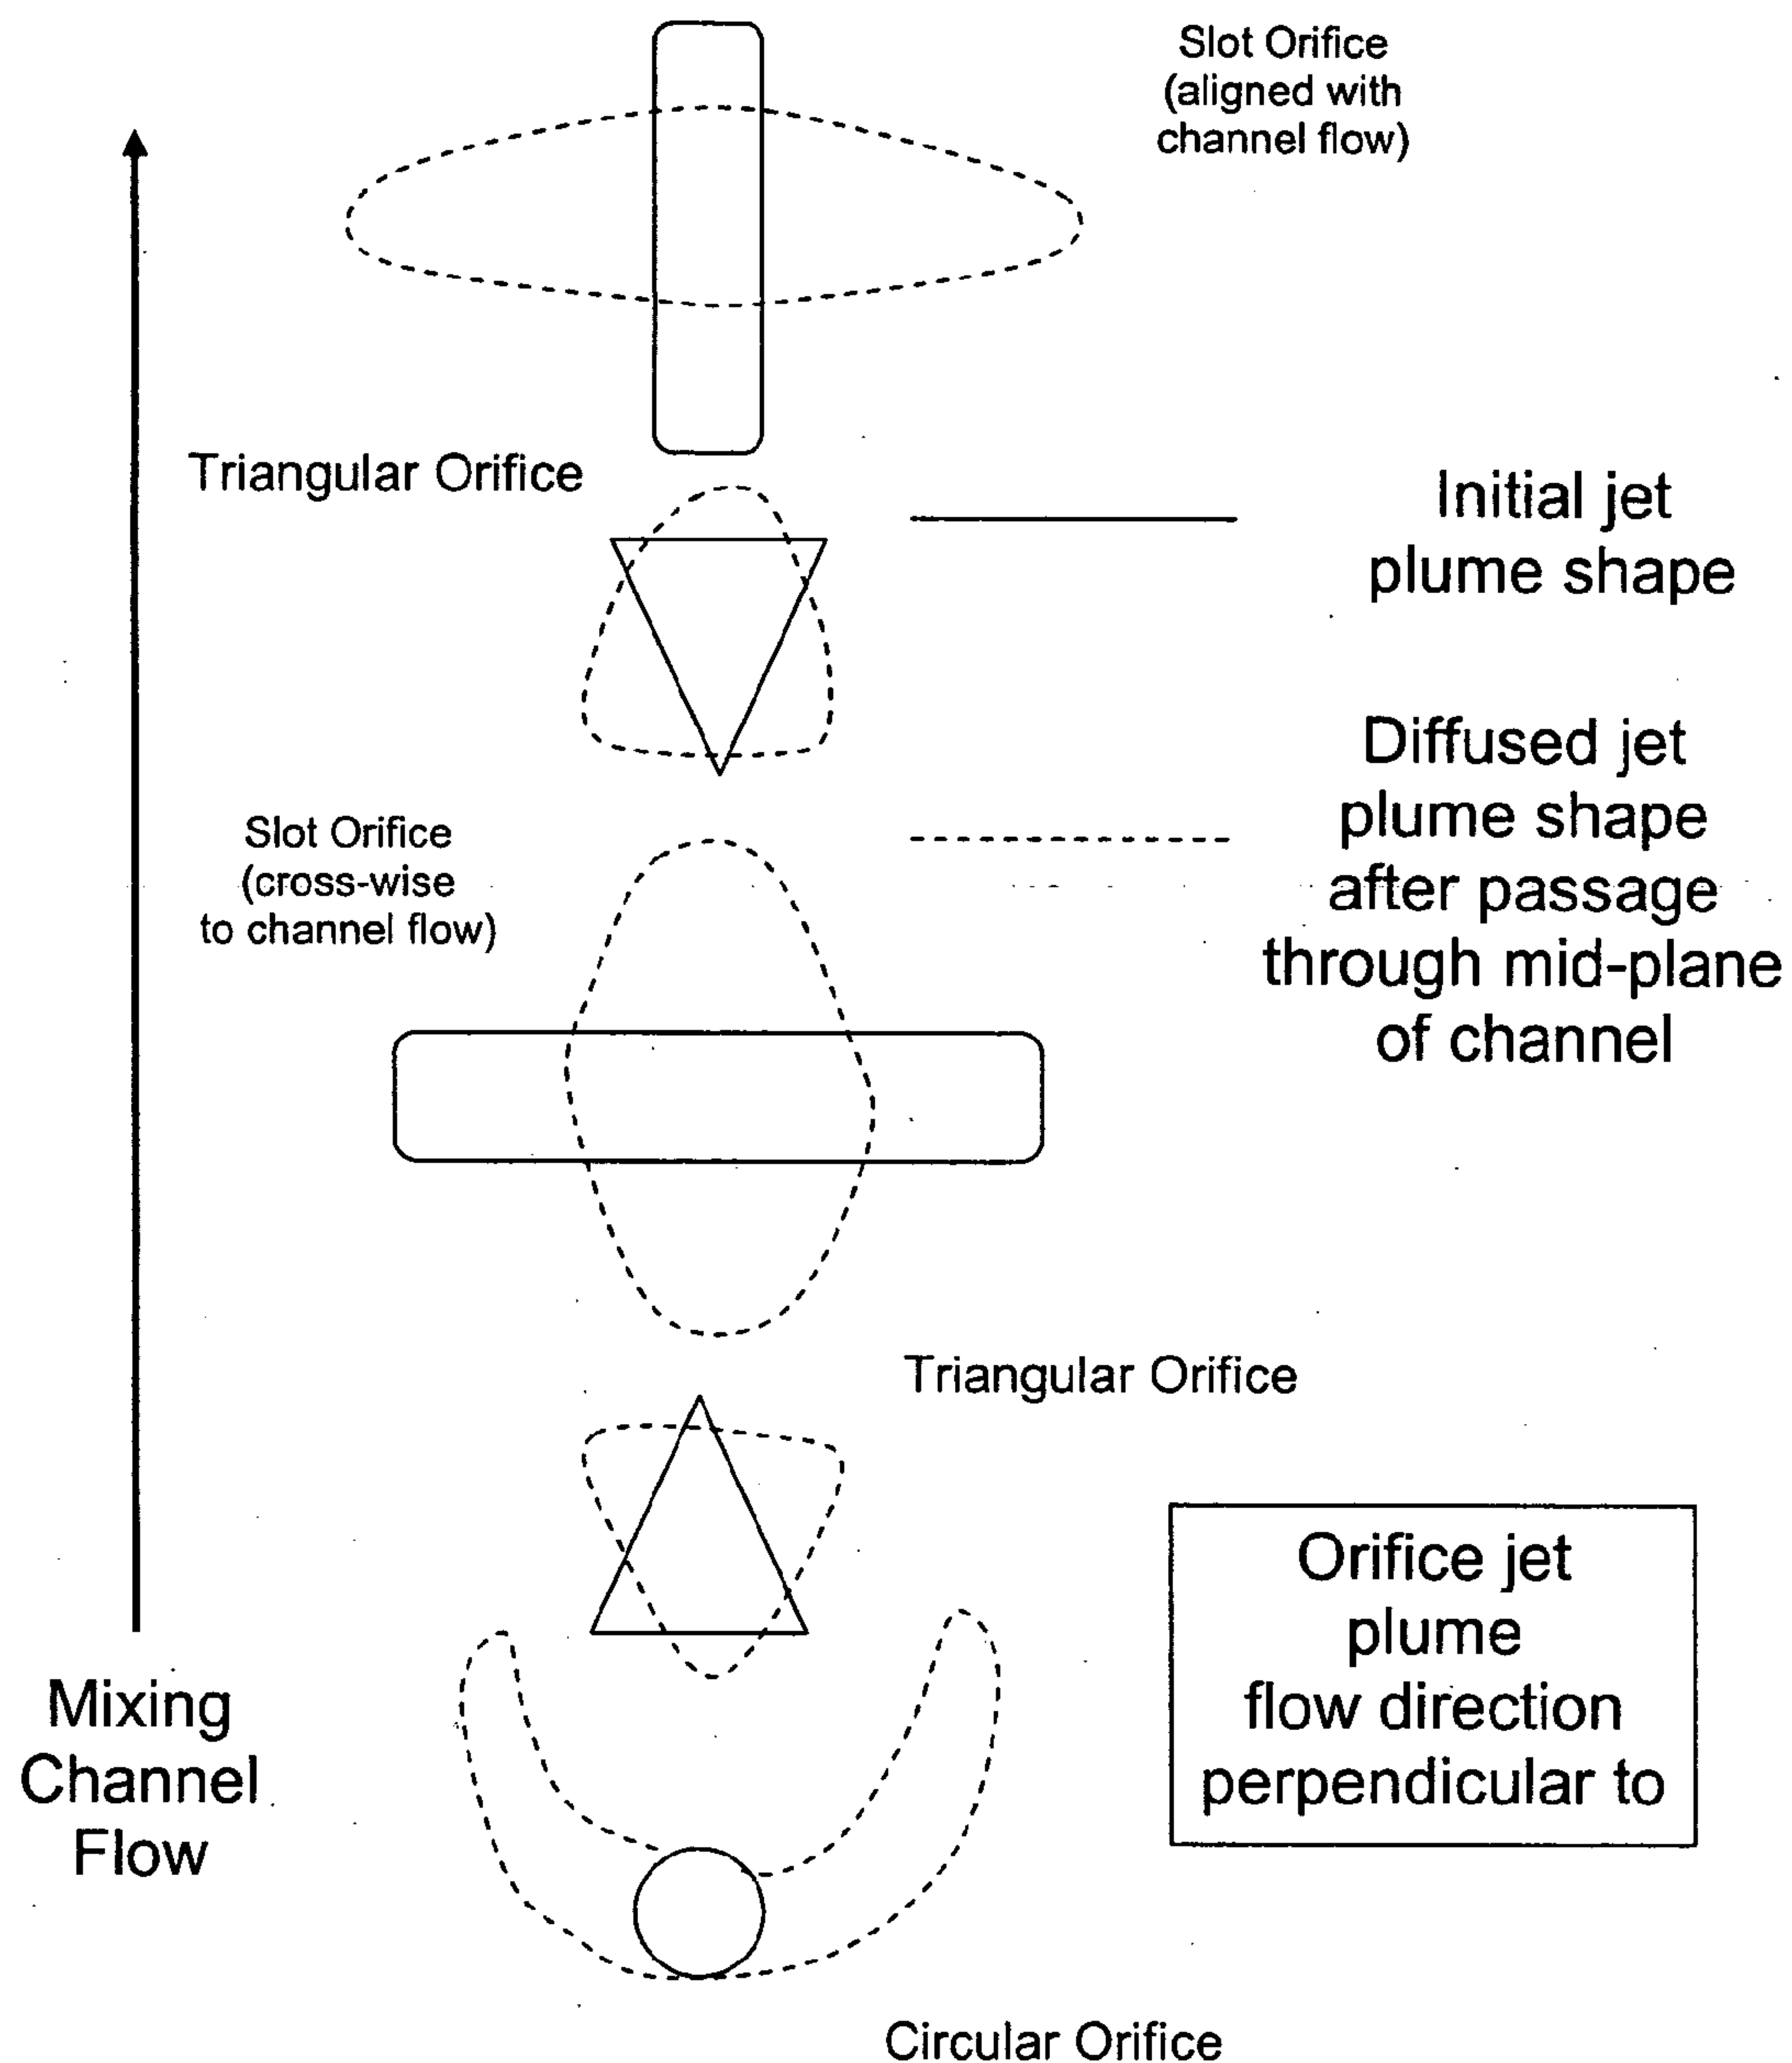 Slot Orifice
(aligned with
channel flow)
Triangular Orifice
Initial jet
plume shape
Diffused jet
plume shape
after passage
through mid-plane
of channel
Slot Orifice
(cross-wise
to channel flow)
Triangular Orifice
Orifice jet
plume
flow direction
perpendicular to
Mixing
Channel
Flow
Circular Orifice